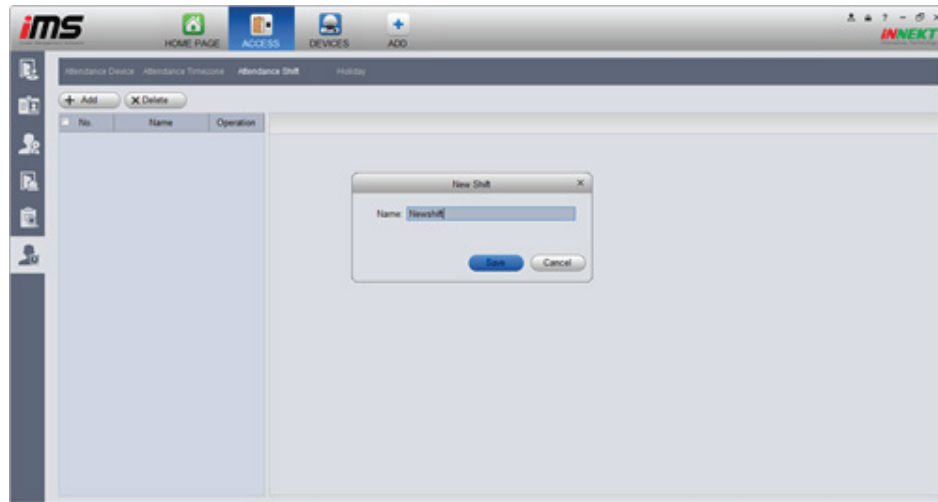 iMS
HOME PAGE ACCESS DEVICES ADD
iNNEKT
Attendance Device Attendance Timezone Attendance Shift Holiday
+ Add X Delete
No. Name Operation
New Shift
Name: Newshift
Save Cancel